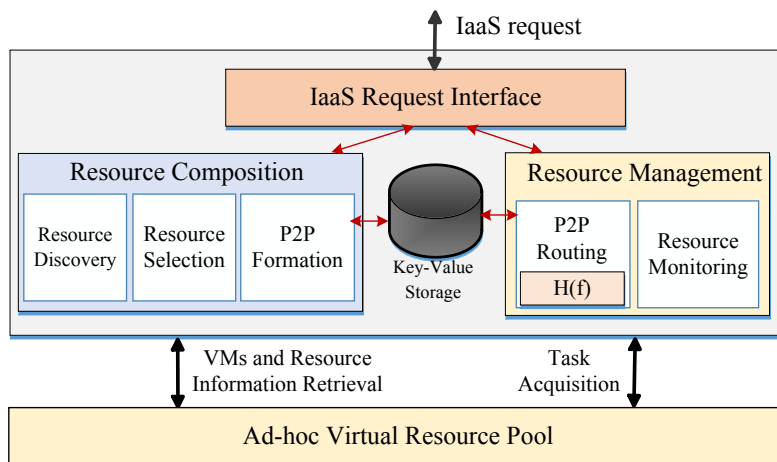 IaaS request
IaaS Request Interface
Resource Composition
Resource
Discovery
Resource
Selection
P2P
Formation
Key-Value
Storage
Resource Management
P2P
Routing
H(f)
Resource
Monitoring
VMs and Resource
Information Retrieval
Task
Acquisition
Ad-hoc Virtual Resource Pool